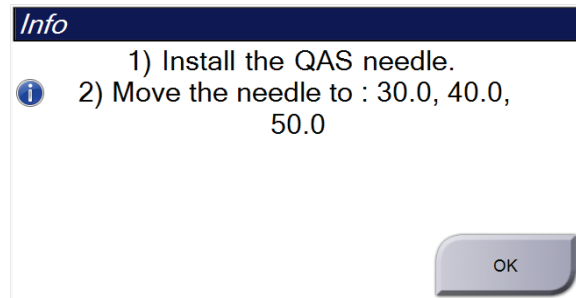 Info
1) Install the QAS needle.
2) Move the needle to : 30.0, 40.0,
50.0
OK